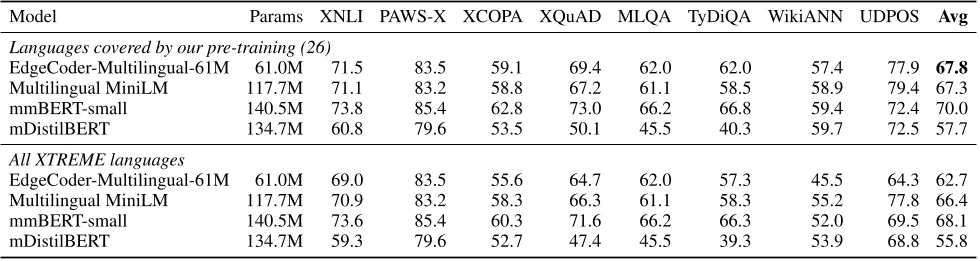 Model Params XNLI PAWS-X XCOPA XQuAD MLQA TyDiQA WikiANN UDPOS Avg
Languages covered by our pre-training (26)
EdgeCoder-Multilingual-61M 61.0M 71.5 83.5 59.1 69.4 62.0 62.0 57.4 77.9 67.8
Multilingual MiniLM 117.7M 71.1 83.2 58.8 67.2 61.1 58.5 58.9 79.4 67.3
mmBERT-small 140.5M 73.8 85.4 62.8 73.0 66.2 66.8 59.4 72.4 70.0
mDistilBERT 134.7M 60.8 79.6 53.5 50.1 45.5 40.3 59.7 72.5 57.7
All XTREME languages
EdgeCoder-Multilingual-61M 61.0M 69.0 83.5 55.6 64.7 62.0 57.3 45.5 64.3 62.7
Multilingual MiniLM 117.7M 70.9 83.2 58.3 66.3 61.1 58.3 55.2 77.8 66.4
mmBERT-small 140.5M 73.6 85.4 60.3 71.6 66.2 66.3 52.0 69.5 68.1
mDistilBERT 134.7M 59.3 79.6 52.7 47.4 45.5 39.3 53.9 68.8 55.8